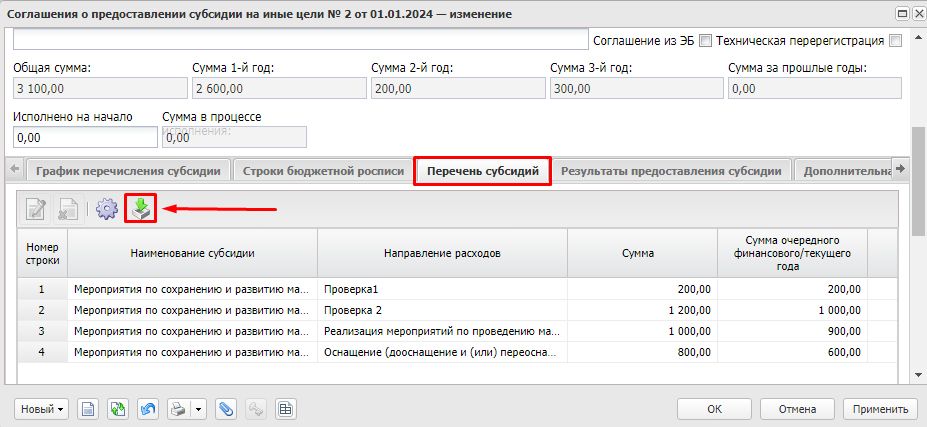 Соглашения о предоставлении субсидии на иные цели № 2 от 01.01.2024 — изменение
Соглашение из ЭБ Техническая перерегистрация
Общая сумма: Сумма 1-й год: Сумма 2-й год: Сумма 3-й год: Сумма за прошлые годы:
3 100,00 2 600,00 200,00 300,00 0,00
Исполнено на начало Сумма в процессе исполнения:
0,00 0,00
График перечисления субсидии Строки бюджетной росписи Перечень субсидий Результаты предоставления субсидии Дополнительна
Номер строки Наименование субсидии Направление расходов Сумма Сумма очередного финансового/текущего года
1 Мероприятия по сохранению и развитию ма... Проверка1 200,00 200,00
2 Мероприятия по сохранению и развитию ма... Проверка 2 1 200,00 1 000,00
3 Мероприятия по сохранению и развитию ма... Реализация мероприятий по проведению ма... 1 000,00 900,00
4 Мероприятия по сохранению и развитию ма... Оснащение (дооснащение и (или) переосна... 800,00 600,00
Новый ОК Отмена Применить